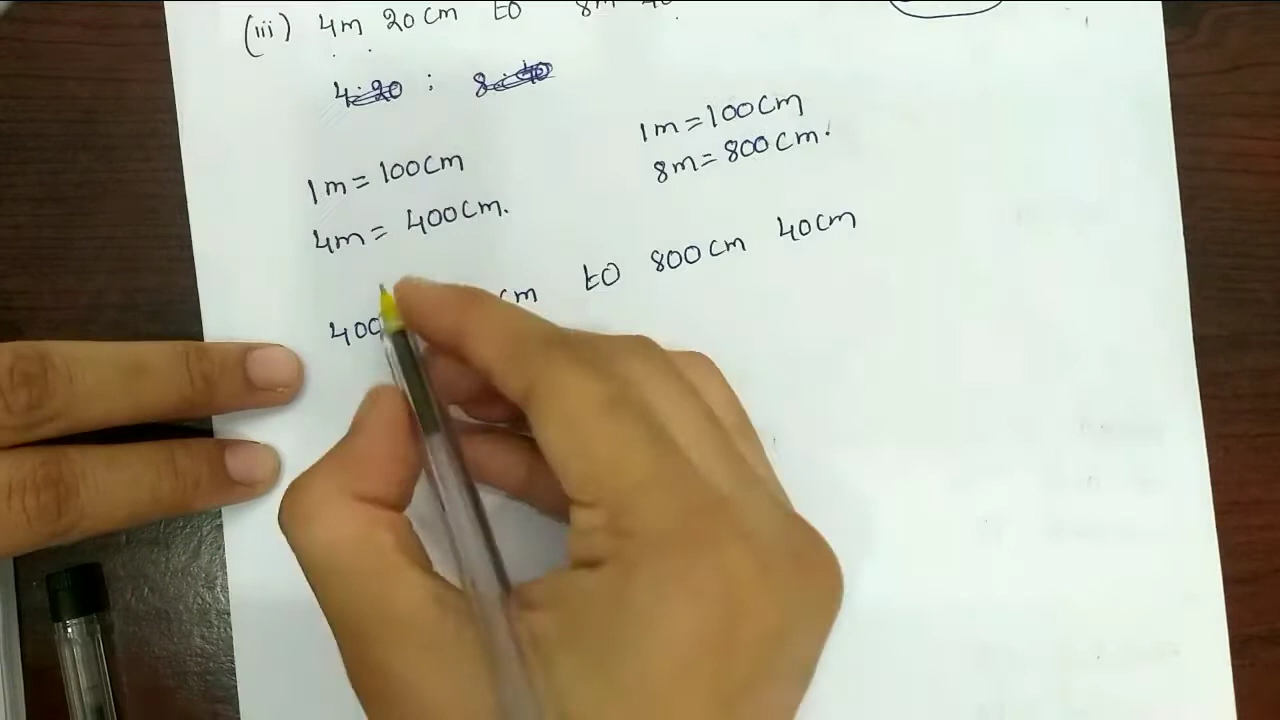 (iii) 4m 20cm to 8m
4.20 : 8.40
1m = 100cm 1m = 100cm
4m = 400cm. 8m = 800cm.
400 cm to 800cm 40cm